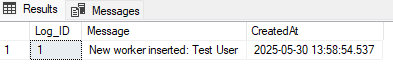 Results Messages
Log_ID Message CreatedAt
1 1 New worker inserted: Test User 2025-05-30 13:58:54.537